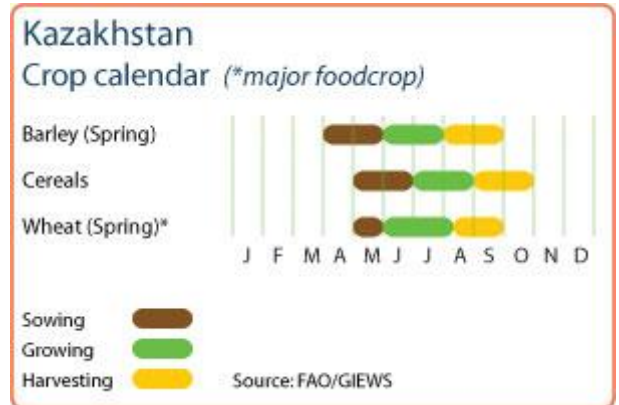 Kazakhstan
Crop calendar (*major foodcrop)
Barley (Spring)
Cereals
Wheat (Spring)*
J F M A M J J A S O N D
Sowing
Growing
Harvesting
Source: FAO/GIEWS